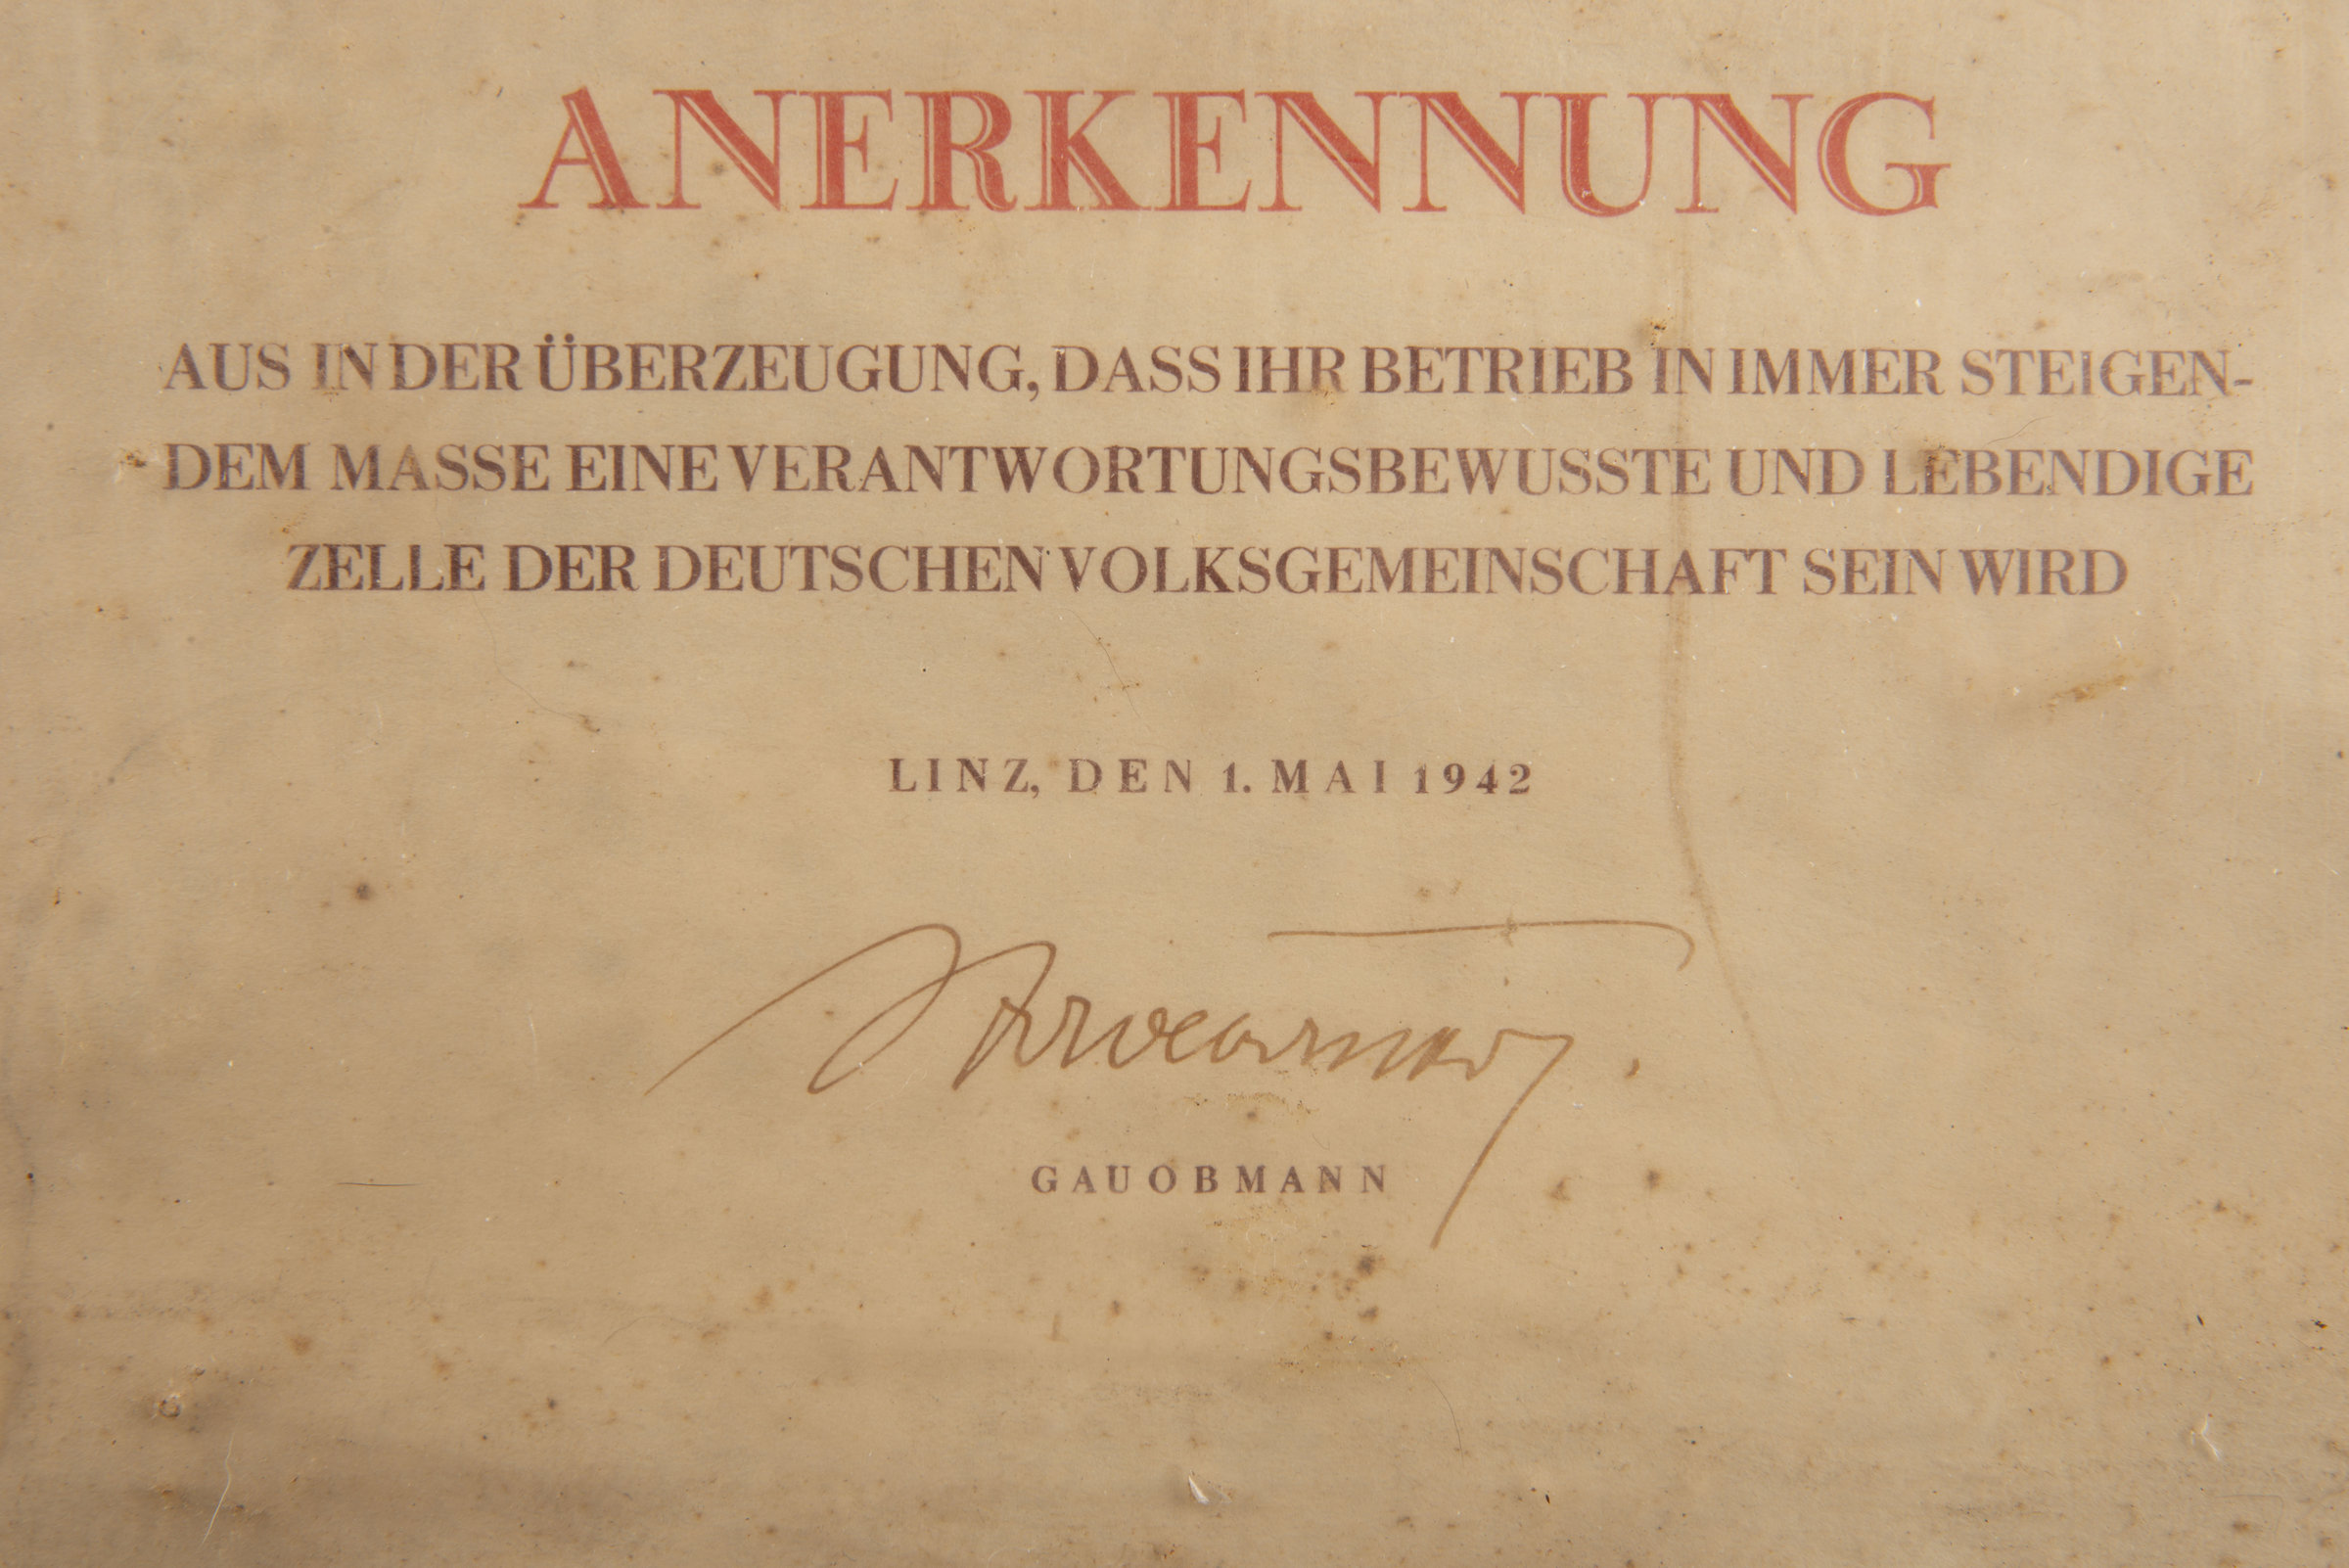 ANERKENNUNG
AUS IN DER ÜBERZEUGUNG, DASS IHR BETRIEB IN IMMER STEIGEN-
DEM MASSE EINE VERANTWORTUNGSBEWUSSTE UND LEBENDIGE
ZELLE DER DEUTSCHEN VOLKSGEMEINSCHAFT SEIN WIRD
LINZ, DEN 1. MAI 1942
GAUOBMANN